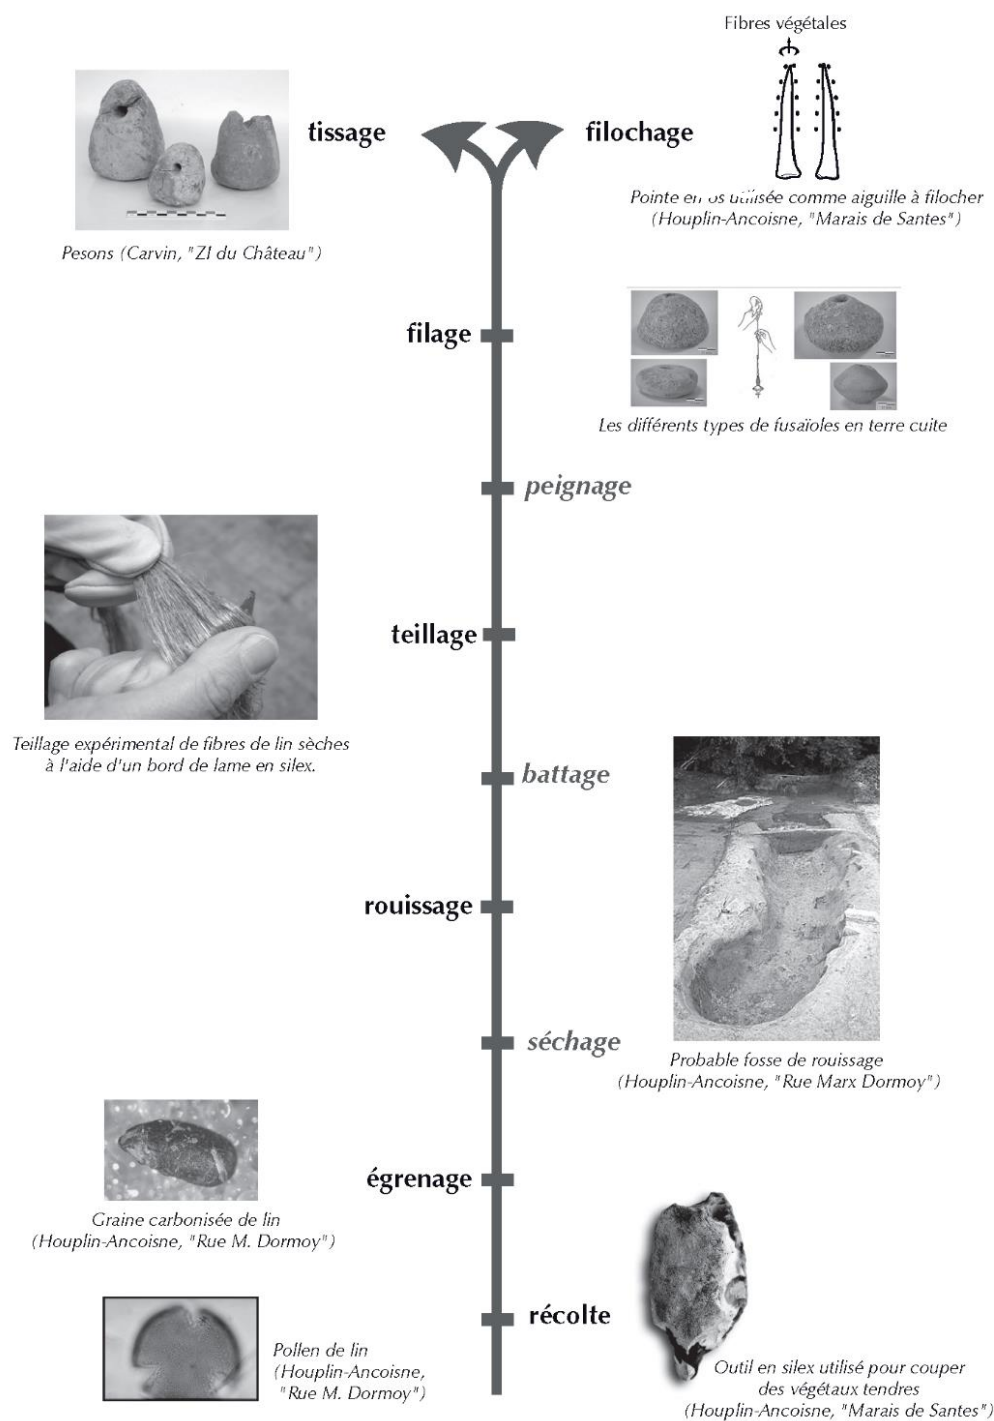 Fibres végétales
tissage
filochage
Pointe en os utilisée comme aiguille à filocher
(Houplin-Ancoisne, "Marais de Santes")
Pesons (Carvin, "ZI du Château")
filage
Les différents types de fusaïoles en terre cuite
peignage
teillage
Teillage expérimental de fibres de lin sèches
à l'aide d'un bord de lame en silex.
battage
rouissage
séchage
Probable fosse de rouissage
(Houplin-Ancoisne, "Rue Marx Dormoy")
égrenage
Graine carbonisée de lin
(Houplin-Ancoisne, "Rue M. Dormoy")
récolte
Pollen de lin
(Houplin-Ancoisne,
"Rue M. Dormoy")
Outil en silex utilisé pour couper
des végétaux tendres
(Houplin-Ancoisne, "Marais de Santes")